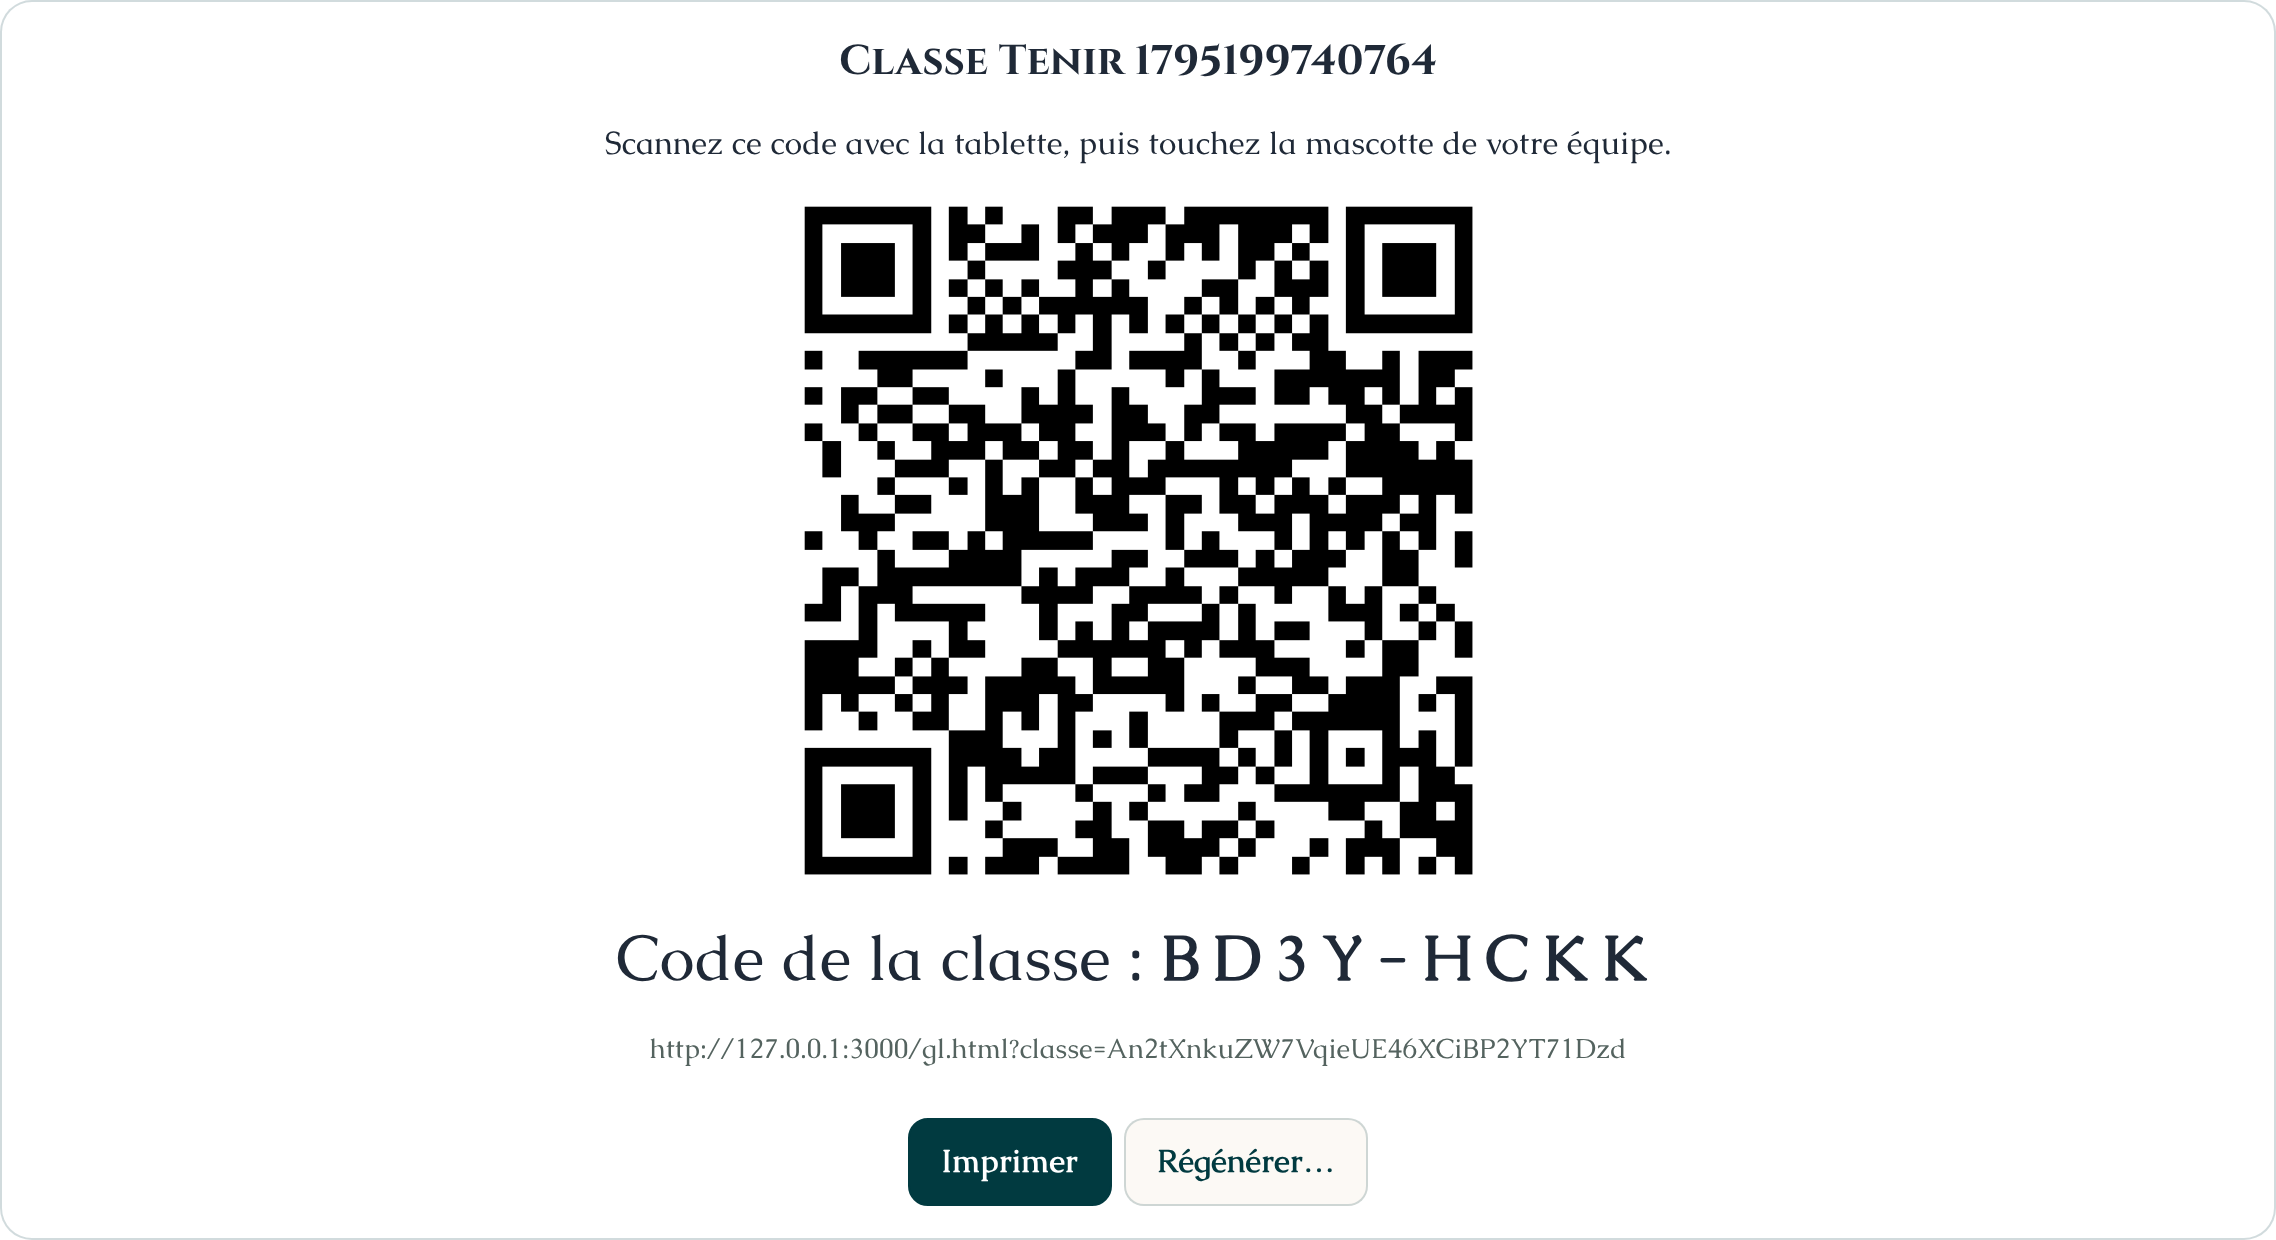 Classe Tenir 1795199740764
Scannez ce code avec la tablette, puis touchez la mascotte de votre équipe.
Code de la classe : BD3Y-HCKK
http://127.0.0.1:3000/gl.html?classe=An2tXnkuZW7VqieUE46XCiBP2YT71Dzd
Imprimer
Régénérer…